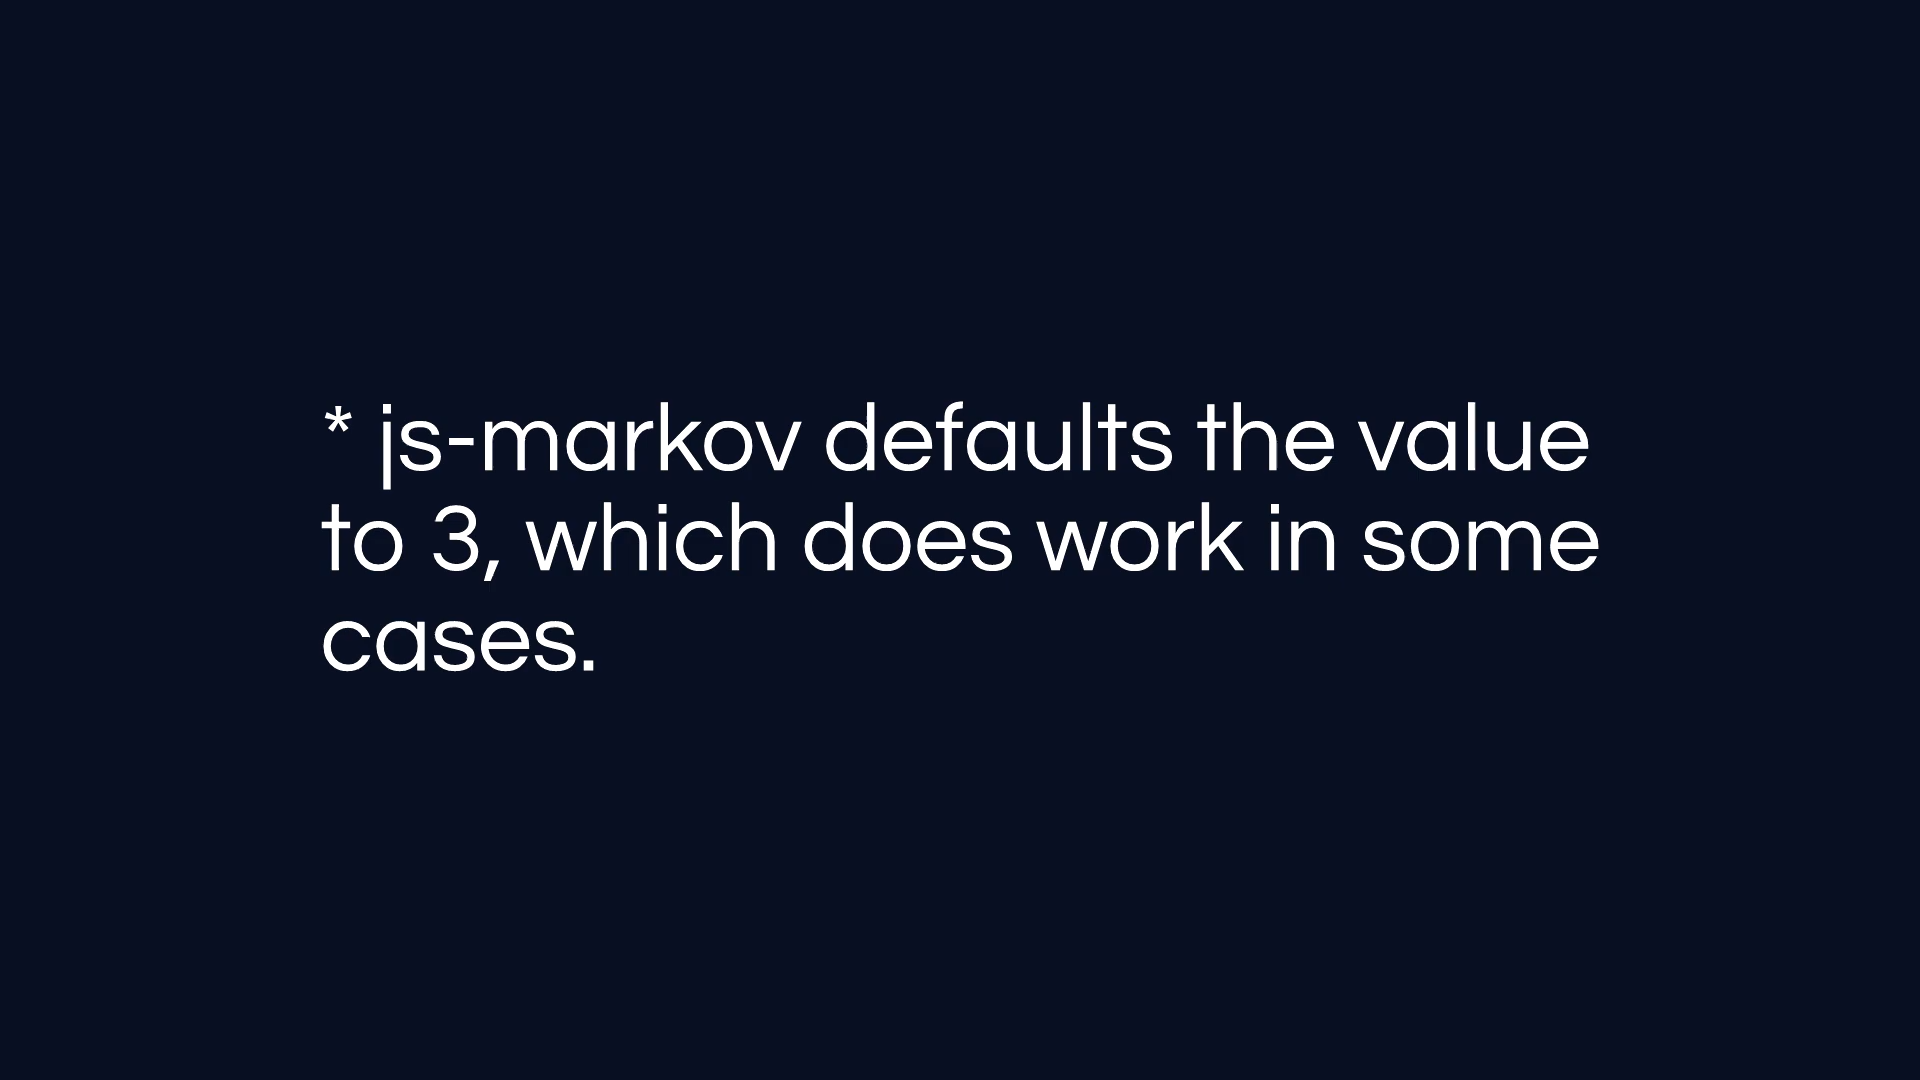 * js-markov defaults the value
to 3, which does work in some
cases.